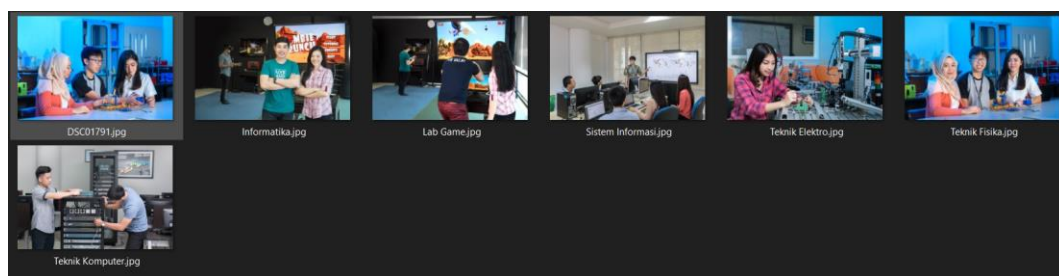 DSC01791.jpg
Informatika.jpg
Lab Game.jpg
Sistem Informasi.jpg
Teknik Elektro.jpg
Teknik Fisika.jpg
Teknik Komputer.jpg